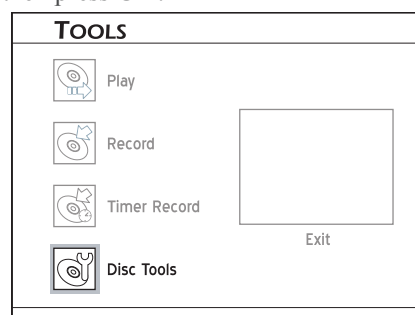 TOOLS
Play
Record
Timer Record
Exit
Disc Tools